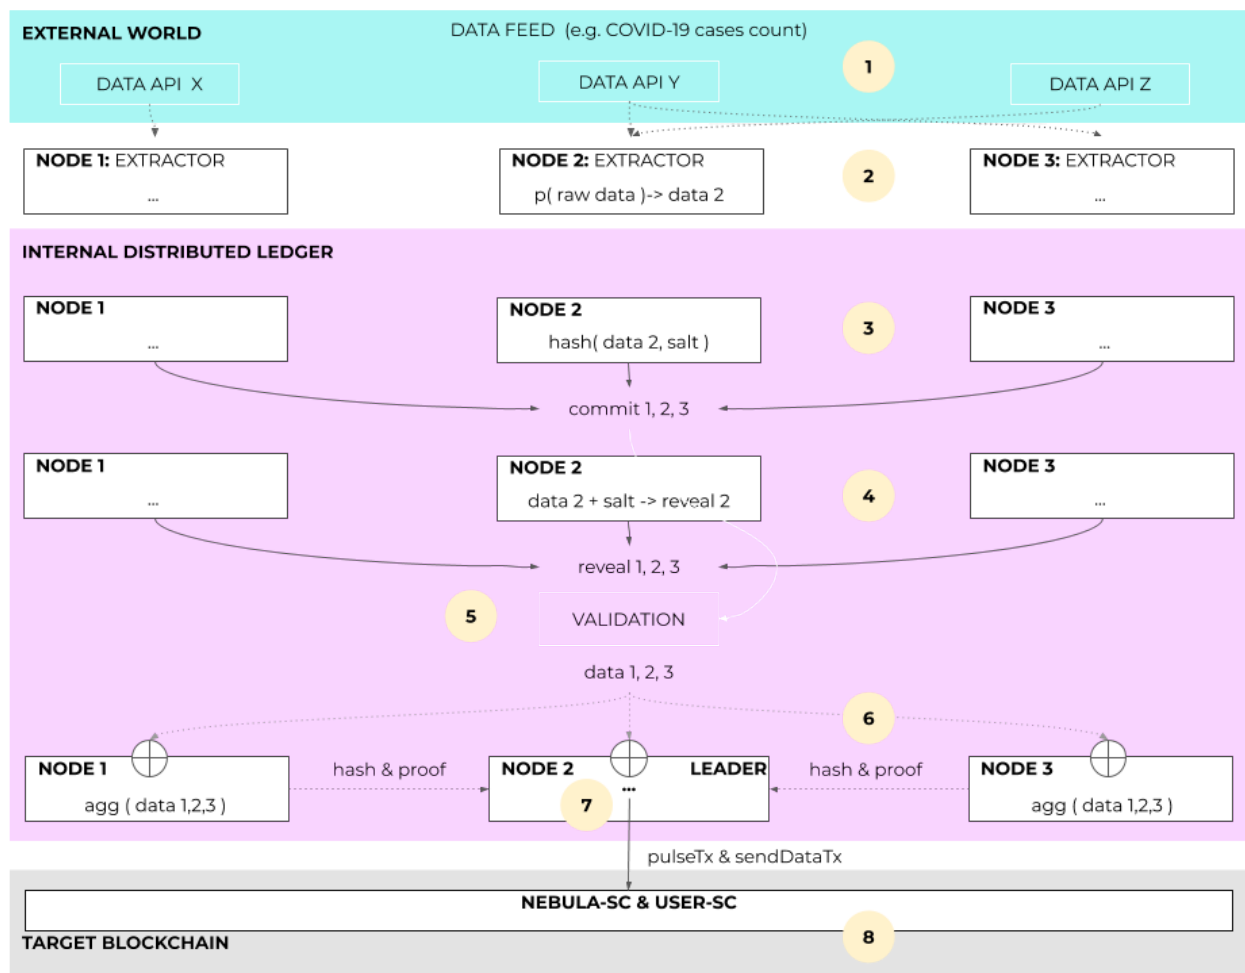 EXTERNAL WORLD
DATA FEED (e.g. COVID-19 cases count)
1
DATA API X
DATA API Y
DATA API Z
NODE 1: EXTRACTOR
...
NODE 2: EXTRACTOR
p( raw data )-> data 2
2
NODE 3: EXTRACTOR
...
INTERNAL DISTRIBUTED LEDGER
NODE 1
...
NODE 2
hash( data 2, salt )
3
NODE 3
...
commit 1, 2, 3
NODE 1
...
NODE 2
data 2 + salt -> reveal 2
4
NODE 3
...
reveal 1, 2, 3
5
VALIDATION
data 1, 2, 3
6
NODE 1
agg ( data 1,2,3 )
hash & proof
NODE 2
LEADER
...
7
hash & proof
NODE 3
agg ( data 1,2,3 )
pulseTx & sendDataTx
NEBULA-SC & USER-SC
TARGET BLOCKCHAIN
8